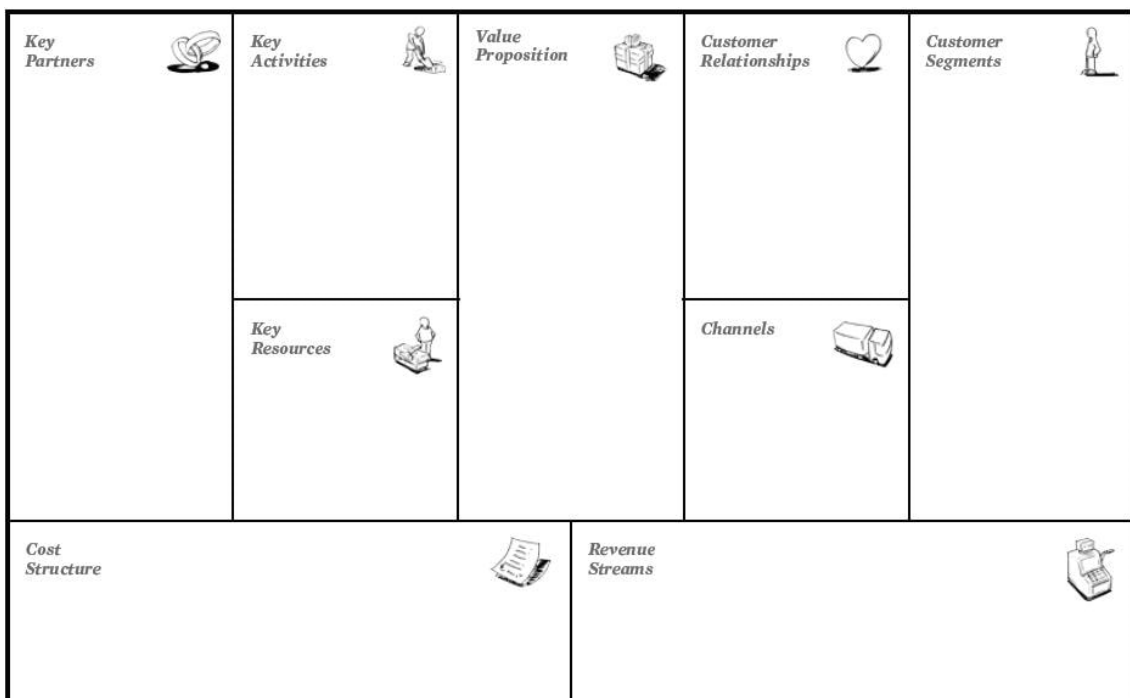 Key
Partners
Key
Activities
Value
Proposition
Customer
Relationships
Customer
Segments
Key
Resources
Channels
Cost
Structure
Revenue
Streams